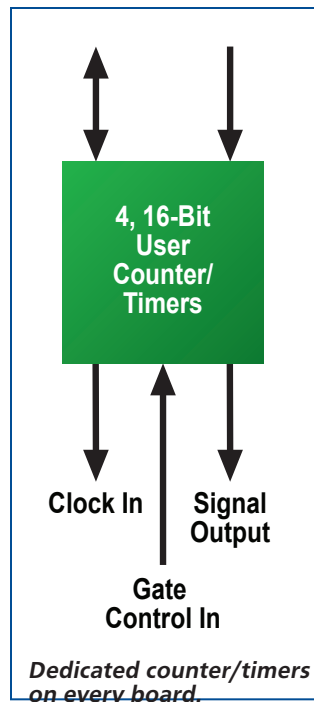 4, 16-Bit
User
Counter/
Timers
Clock In
Signal
Output
Gate
Control In
Dedicated counter/timers
on every board.